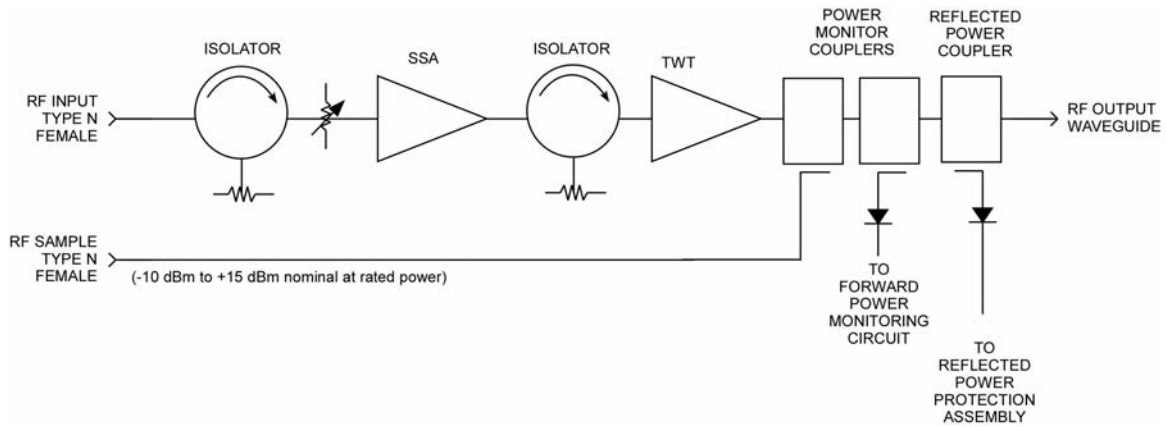 POWER
MONITOR
COUPLERS
REFLECTED
POWER
COUPLER
ISOLATOR
SSA
ISOLATOR
TWT
RF INPUT
TYPE N
FEMALE
RF OUTPUT
WAVEGUIDE
RF SAMPLE
TYPE N
FEMALE
(-10 dBm to +15 dBm nominal at rated power)
TO
FORWARD
POWER
MONITORING
CIRCUIT
TO
REFLECTED
POWER
PROTECTION
ASSEMBLY